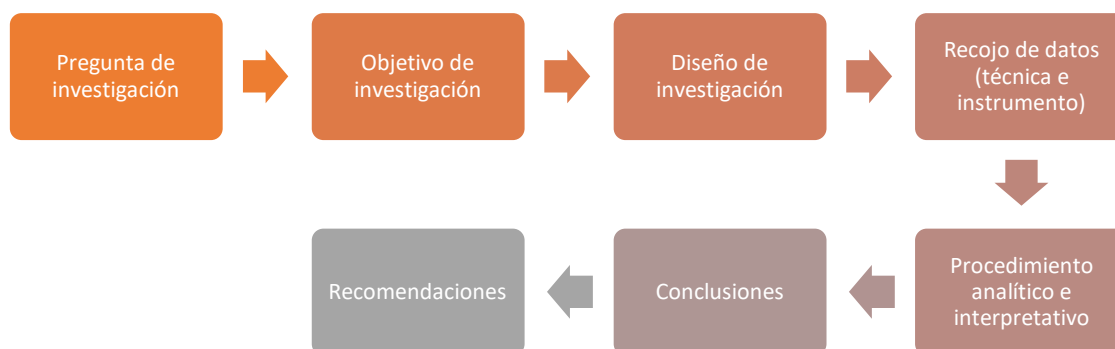 Pregunta de
investigación
Objetivo de
investigación
Diseño de
investigación
Recojo de datos
(técnica e
instrumento)
Procedimiento
analítico e
interpretativo
Conclusiones
Recomendaciones